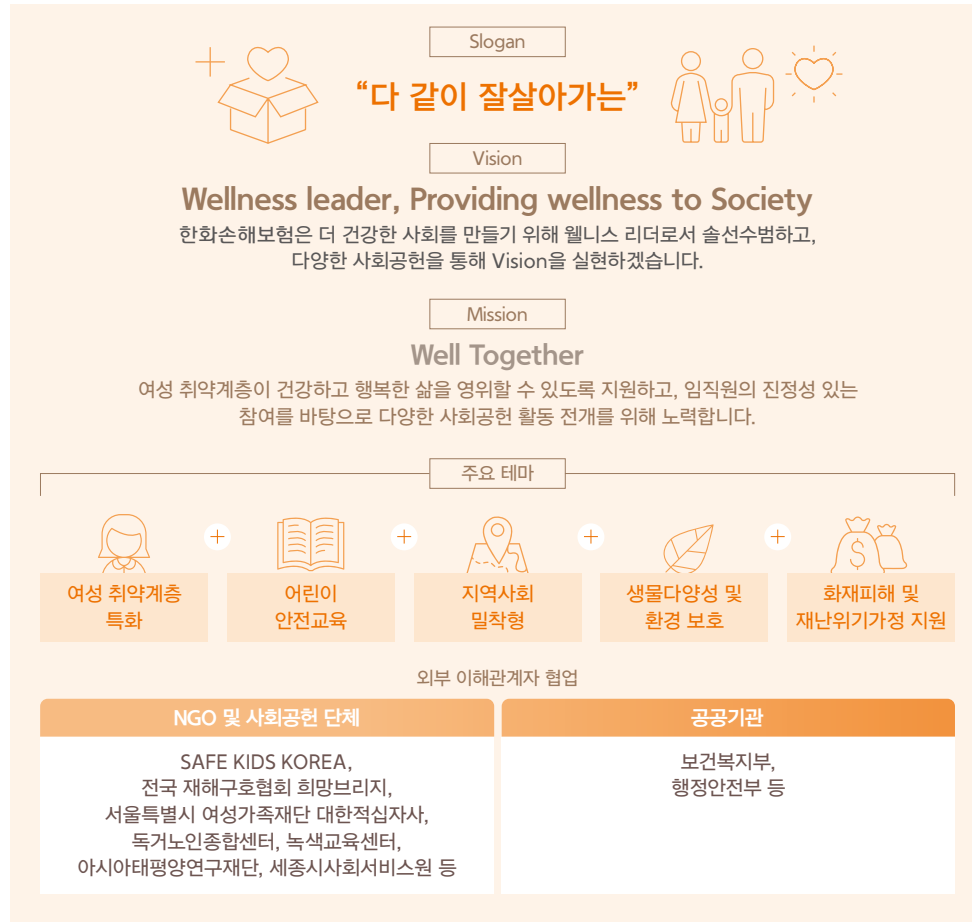 Slogan
“다 같이 잘살아가는”
Vision
Wellness leader, Providing wellness to Society
한화손해보험은 더 건강한 사회를 만들기 위해 웰니스 리더로서 솔선수범하고,
다양한 사회공헌을 통해 Vision을 실현하겠습니다.
Mission
Well Together
여성 취약계층이 건강하고 행복한 삶을 영위할 수 있도록 지원하고, 임직원의 진정성 있는
참여를 바탕으로 다양한 사회공헌 활동 전개를 위해 노력합니다.
주요 테마
여성 취약계층
특화
어린이
안전교육
지역사회
밀착형
생물다양성 및
환경 보호
$
화재피해 및
재난위기가정 지원
외부 이해관계자 협업
NGO 및 사회공헌 단체
SAFE KIDS KOREA,
전국 재해구호협회 희망브리지,
서울특별시 여성가족재단 대한적십자사,
독거노인종합센터, 녹색교육센터,
아시아태평양연구재단, 세종시사회서비스원 등
공공기관
보건복지부,
행정안전부 등